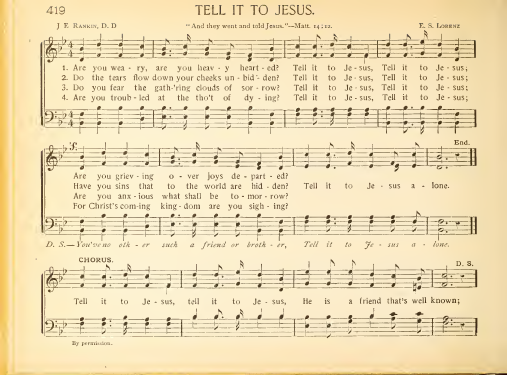 419
TELL IT TO JESUS.
J E RANKIN, D. D "And they went and told Jesus."—Matt. 14:12. E. S. LORENZ
1. Are you wea - ry, are you heav - y heart - ed? Tell it to Je - sus, Tell it to Je - sus;
2. Do the tears flow down your cheeks un - bid - den? Tell it to Je - sus, Tell it to Je - sus;
3. Do you fear the gath-'ring clouds of sor - row? Tell it to Je - sus, Tell it to Je - sus;
4. Are you troub - led at the tho't of dy - ing? Tell it to Je - sus, Tell it to Je - sus;
End.
Are you griev - ing o - ver joys de - part - ed?
Have you sins that to the world are hid - den? Tell it to Je - sus a - lone.
Are you anx - ious what shall be to - mor - row?
For Christ's com-ing king - dom are you sigh - ing?
D. S.—You've no oth - er such a friend or broth - er, Tell it to Je - sus a - lone.
CHORUS. D. S.
Tell it to Je - sus, tell it to Je - sus, He is a friend that's well known;
By permission.